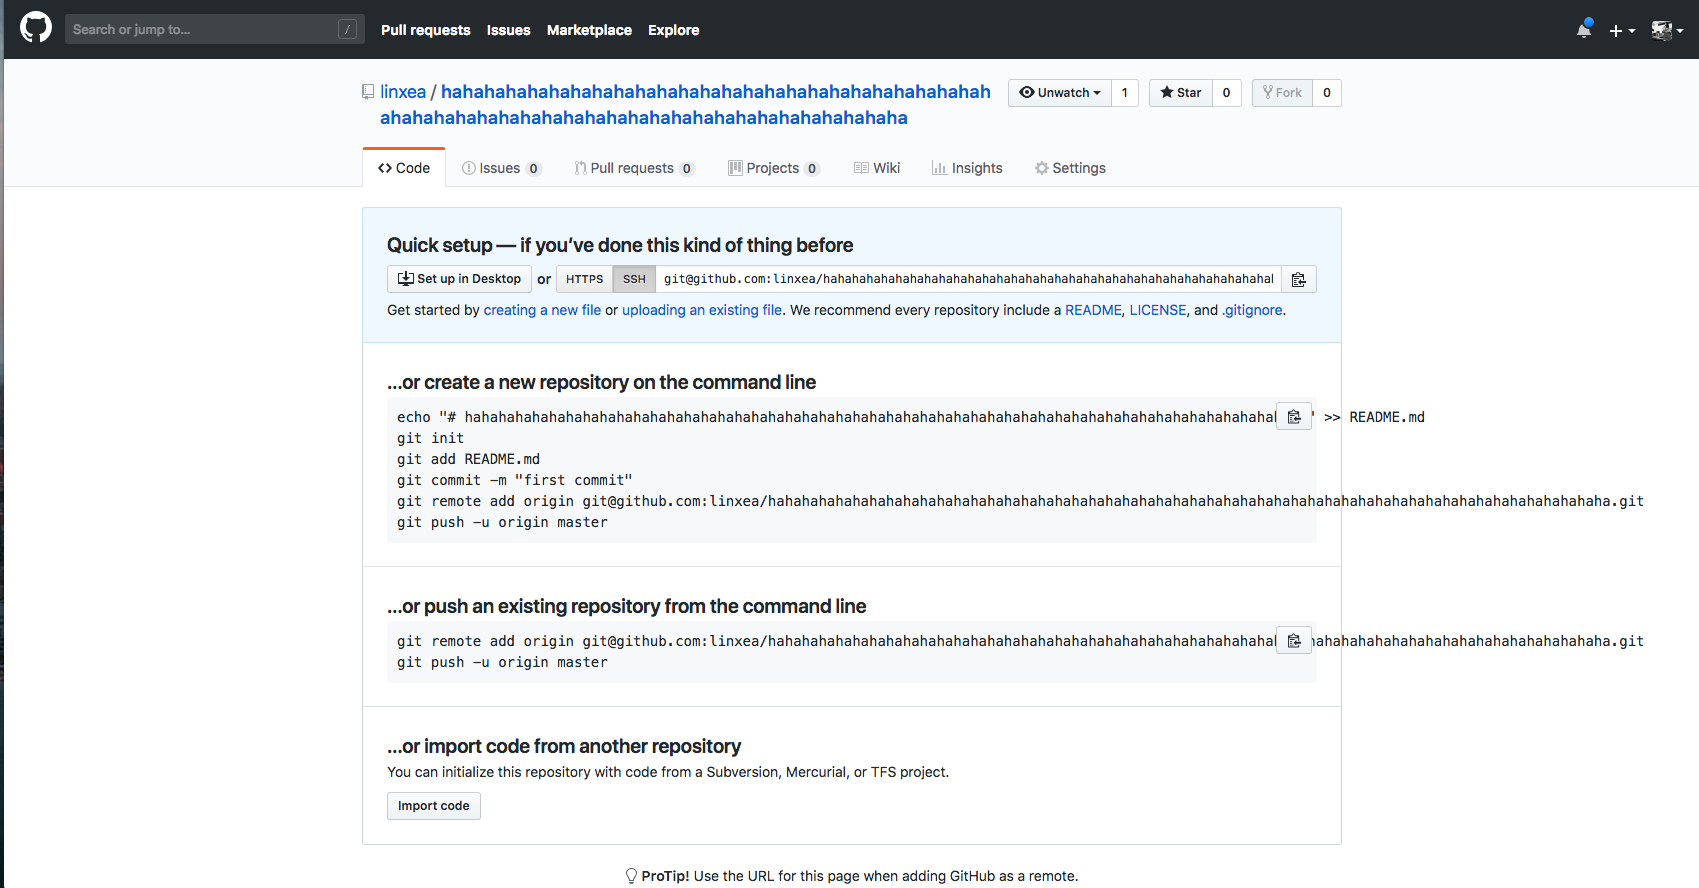 Search or jump to...
/
Pull requests
Issues
Marketplace
Explore
linxea / hahahahahahahahahahahahahahahahahahahahahahahahahah
ahahahahahahahahahahahahahahahahahahahahahahahaha
Unwatch 1
Star 0
Fork 0
Code
Issues 0
Pull requests 0
Projects 0
Wiki
Insights
Settings
Quick setup — if you’ve done this kind of thing before
Set up in Desktop or HTTPS SSH git@github.com:linxea/hahahahahahahahahahahahahahahahahahahahahahahahahahahahahahahah
Get started by creating a new file or uploading an existing file. We recommend every repository include a README, LICENSE, and .gitignore.
…or create a new repository on the command line
echo "# hahahahahahahahahahahahahahahahahahahahahahahahahahahahahahahahahahahahahahahahahahahahahahahaha" >> README.md
git init
git add README.md
git commit -m "first commit"
git remote add origin git@github.com:linxea/hahahahahahahahahahahahahahahahahahahahahahahahahahahahahahahahahahahahahahahahahahahahahahahahahaha.git
git push -u origin master
…or push an existing repository from the command line
git remote add origin git@github.com:linxea/hahahahahahahahahahahahahahahahahahahahahahahahahahahahahaha hahahahahahahahahahahahahahahahahaha.git
git push -u origin master
…or import code from another repository
You can initialize this repository with code from a Subversion, Mercurial, or TFS project.
Import code
ProTip! Use the URL for this page when adding GitHub as a remote.